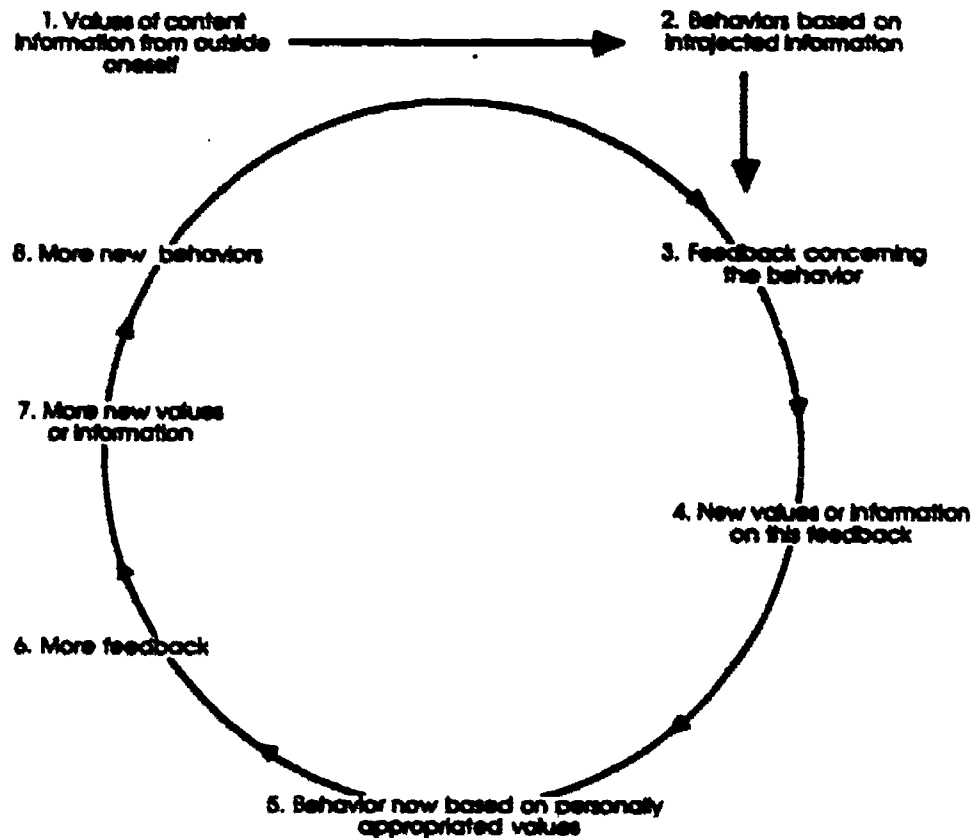 1. Values of content
information from outside
oneself
2. Behaviors based on
introjected information
3. Feedback concerning
the behavior
4. New values or information
on this feedback
5. Behavior now based on personally
appropriated values
6. More feedback
7. More new values
or information
8. More new behaviors